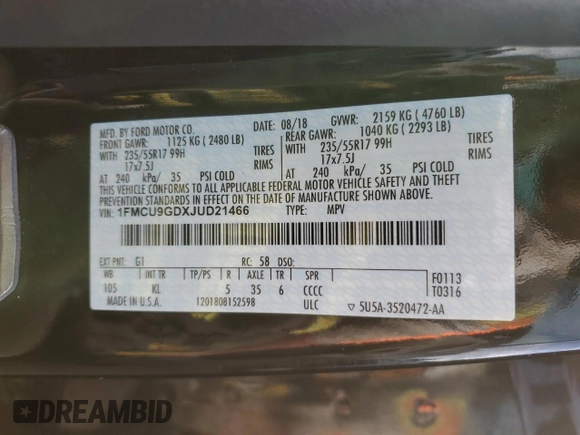 MFD. BY FORD MOTOR CO.
DATE: 08/18 GVWR: 2159 KG ( 4760 LB)
FRONT GAWR: 1125 KG ( 2480 LB)
REAR GAWR: 1040 KG ( 2293 LB)
WITH 235/55R17 99H TIRES
WITH 235/55R17 99H TIRES
17x7.5J RIMS
17x7.5J RIMS
AT 240 kPa/ 35 PSI COLD
AT 240 kPa/ 35 PSI COLD
THIS VEHICLE CONFORMS TO ALL APPLICABLE FEDERAL MOTOR VEHICLE SAFETY AND THEFT
PREVENTION STANDARDS IN EFFECT ON THE DATE OF MANUFACTURE SHOWN ABOVE.
VIN: 1FMCU9GDXJUD21466 TYPE: MPV
EXT PNT: G1 RC: 58 DSO:
WB INT TR TP/PS R AXLE TR SPR F0113
105 KL 5 35 6 CCCC T0316
MADE IN U.S.A. 1201808152598 ULC 5U5A-3520472-AA
DREAMBID